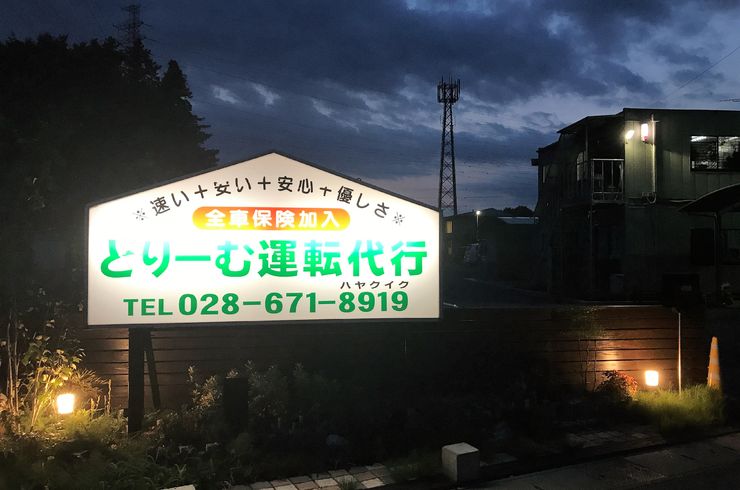 ※速い+安い+安心+優しさ※
全車保険加入
どりーむ運転代行
ハヤクイク
TEL 028-671-8919